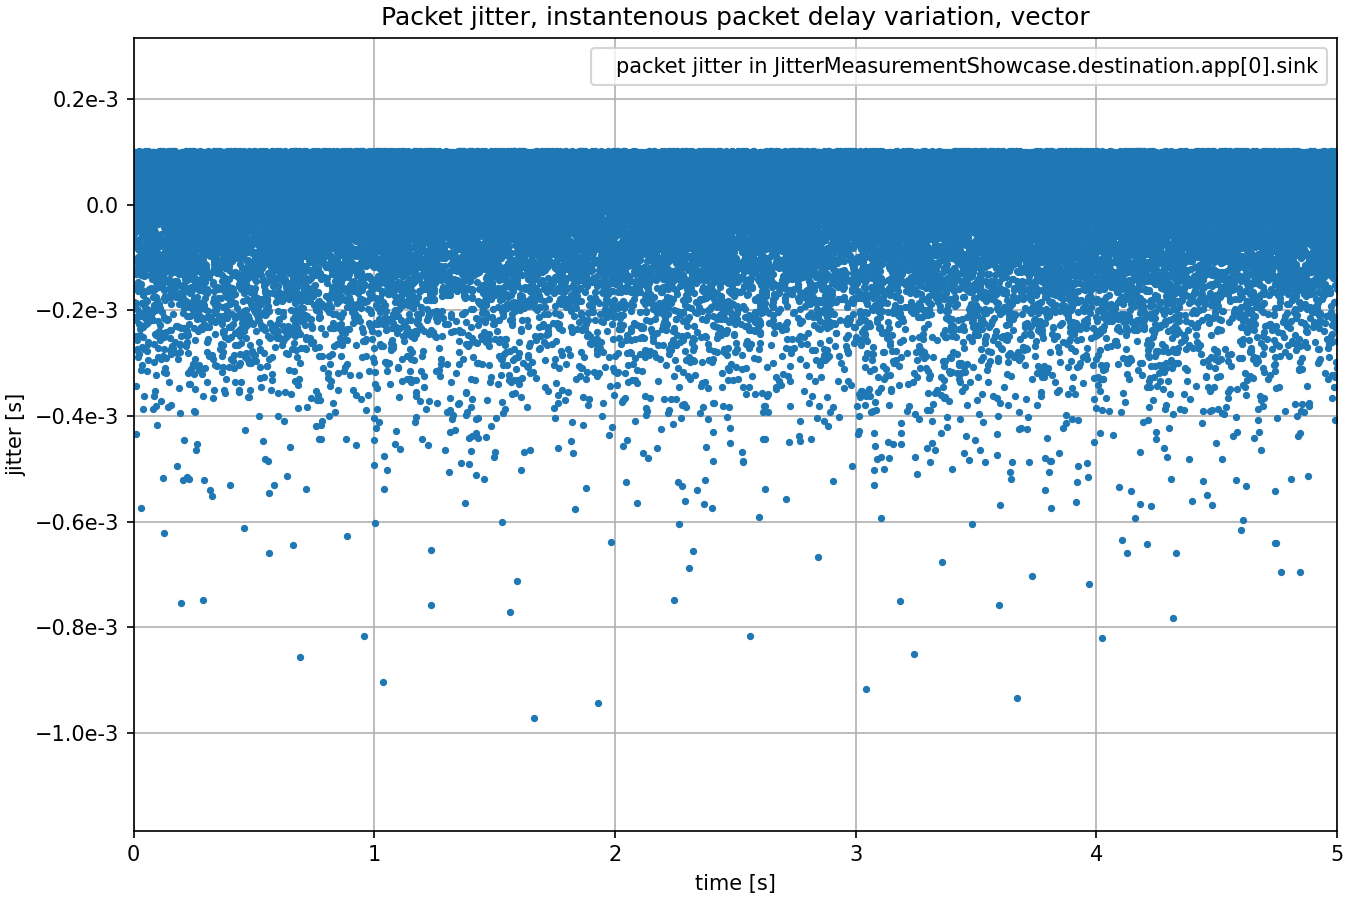 Packet jitter, instantenous packet delay variation, vector
packet jitter in JitterMeasurementShowcase.destination.app[0].sink
0.2e-3
0.0
−0.2e-3
−0.4e-3
−0.6e-3
−0.8e-3
−1.0e-3
jitter [s]
0 1 2 3 4 5
time [s]